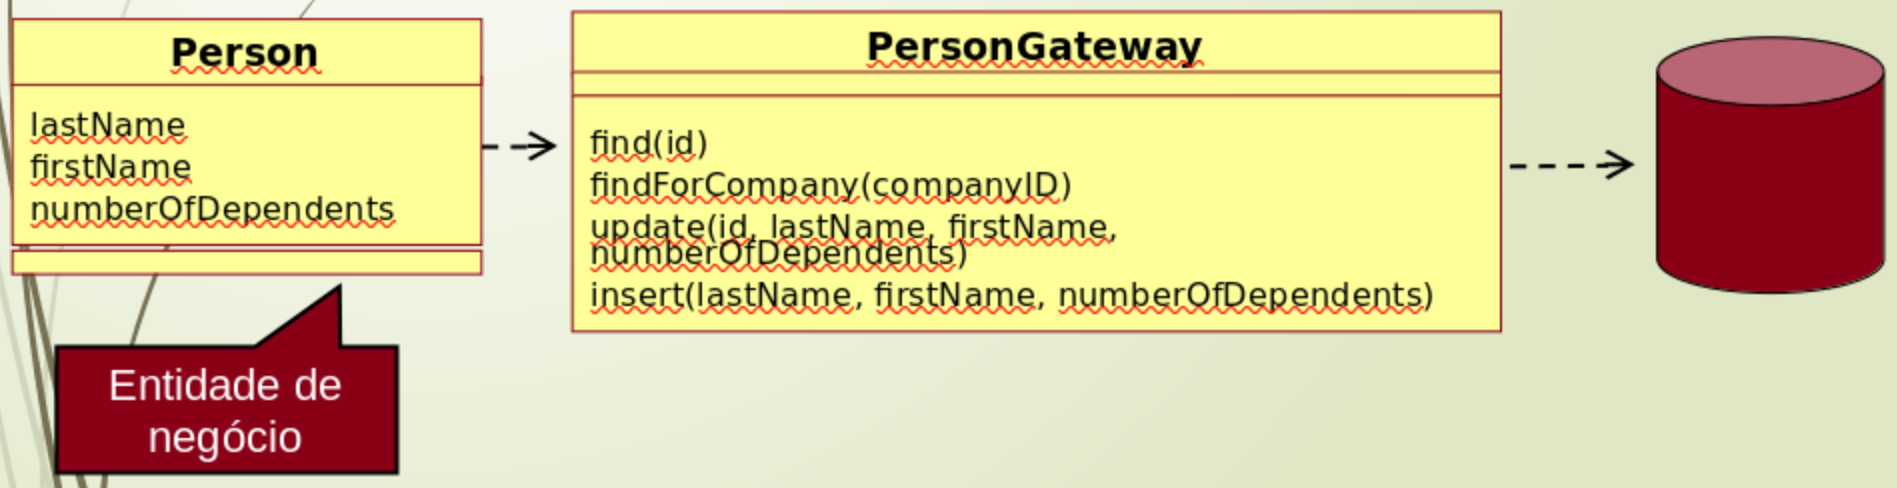 Person
lastName
firstName
numberOfDependents
Entidade de
negócio
PersonGateway
find(id)
findForCompany(companyID)
update(id, lastName, firstName,
numberOfDependents)
insert(lastName, firstName, numberOfDependents)